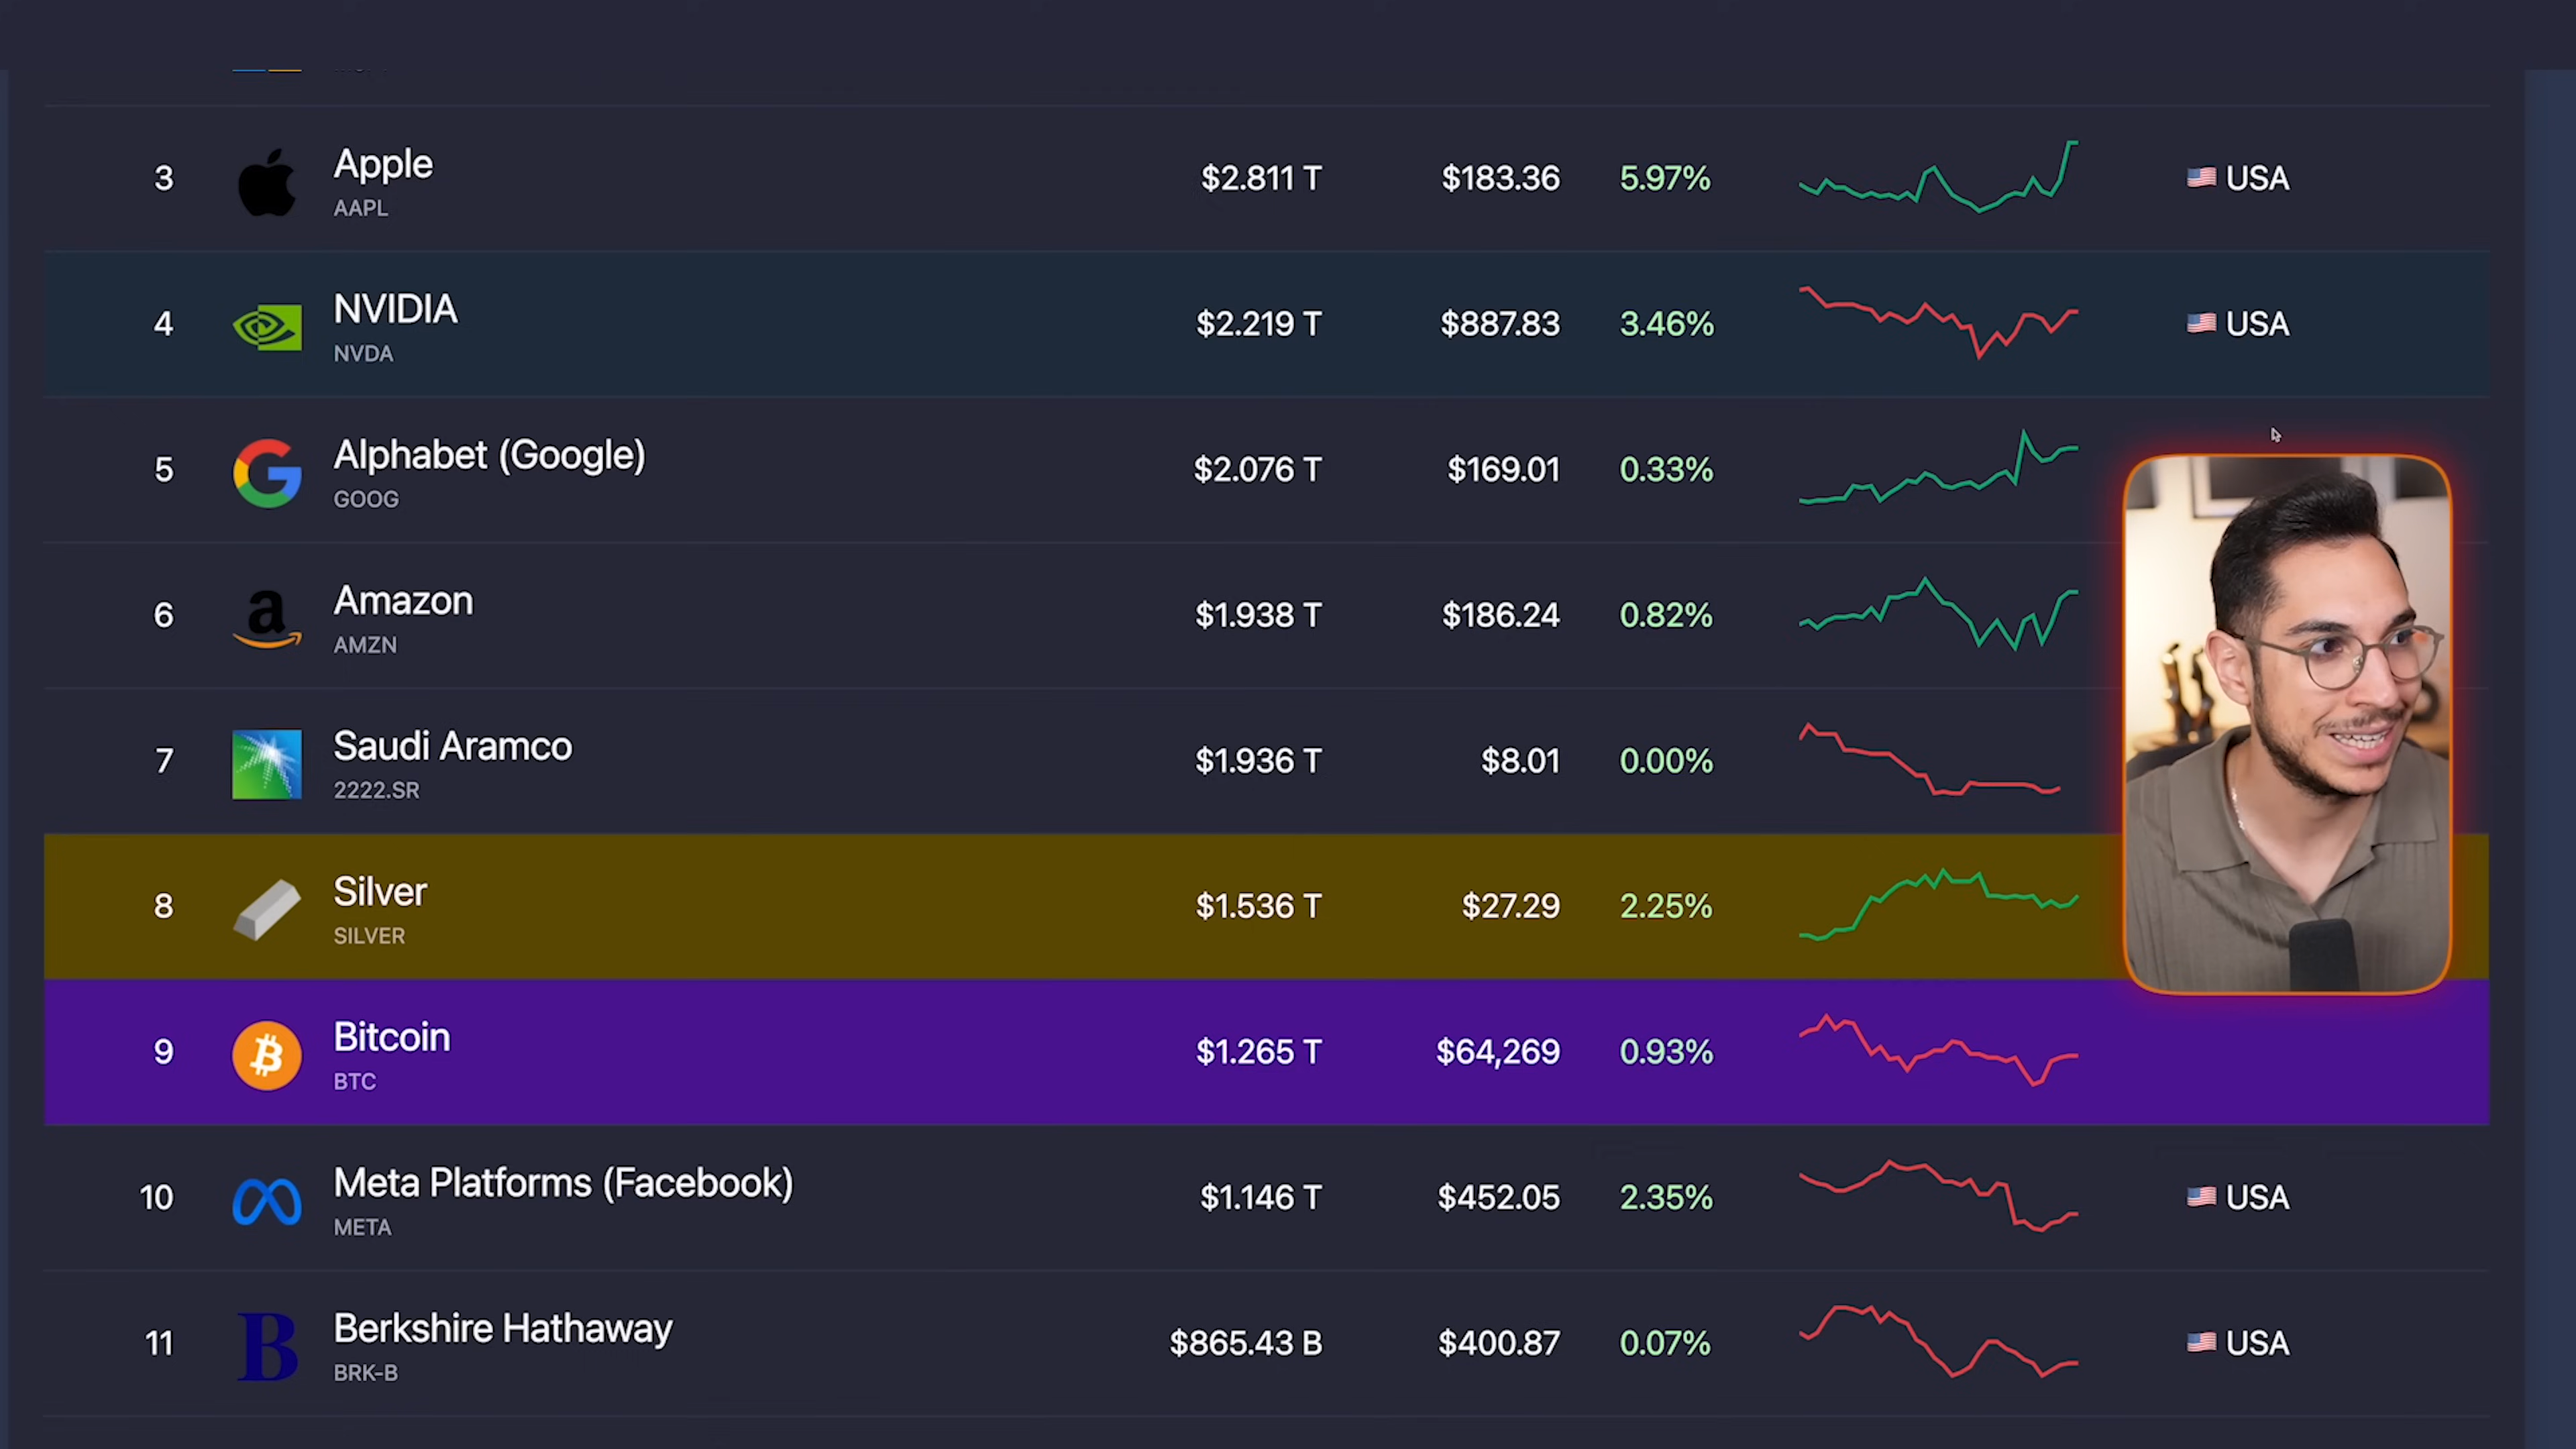 3 Apple $2.811 T $183.36 5.97% USA
AAPL
4 NVIDIA $2.219 T $887.83 3.46% USA
NVDA
5 Alphabet (Google) $2.076 T $169.01 0.33%
GOOG
6 Amazon $1.938 T $186.24 0.82%
AMZN
7 Saudi Aramco $1.936 T $8.01 0.00%
2222.SR
8 Silver $1.536 T $27.29 2.25%
SILVER
9 Bitcoin $1.265 T $64,269 0.93%
BTC
10 Meta Platforms (Facebook) $1.146 T $452.05 2.35% USA
META
11 Berkshire Hathaway $865.43 B $400.87 0.07% USA
BRK-B